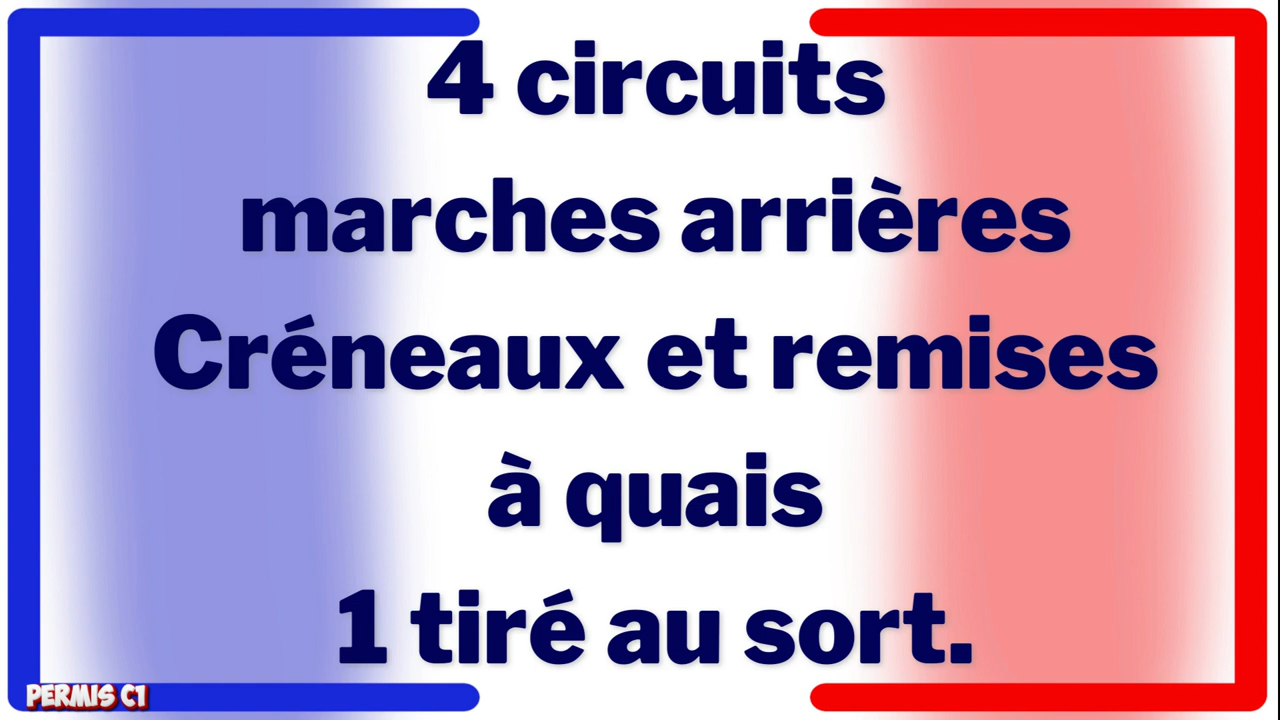 4 circuits
marches arrières
Créneaux et remises
à quais
1 tiré au sort.
PERMIS C1